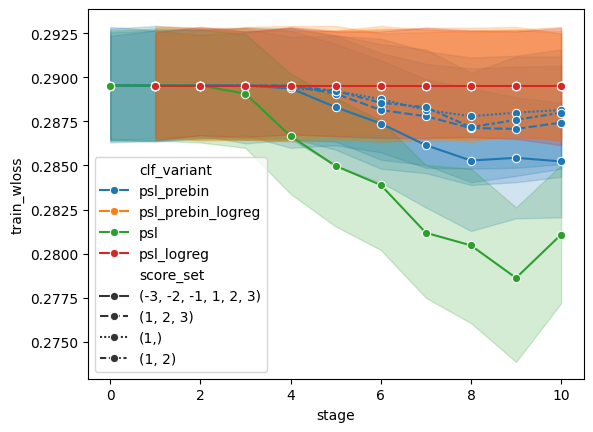 0.2925
0.2900
0.2875
0.2850
0.2825
0.2800
0.2775
0.2750
train_wloss
clf_variant
psl_prebin
psl_prebin_logreg
psl
psl_logreg
score_set
(-3, -2, -1, 1, 2, 3)
(1, 2, 3)
(1,)
(1, 2)
0 2 4 6 8 10
stage